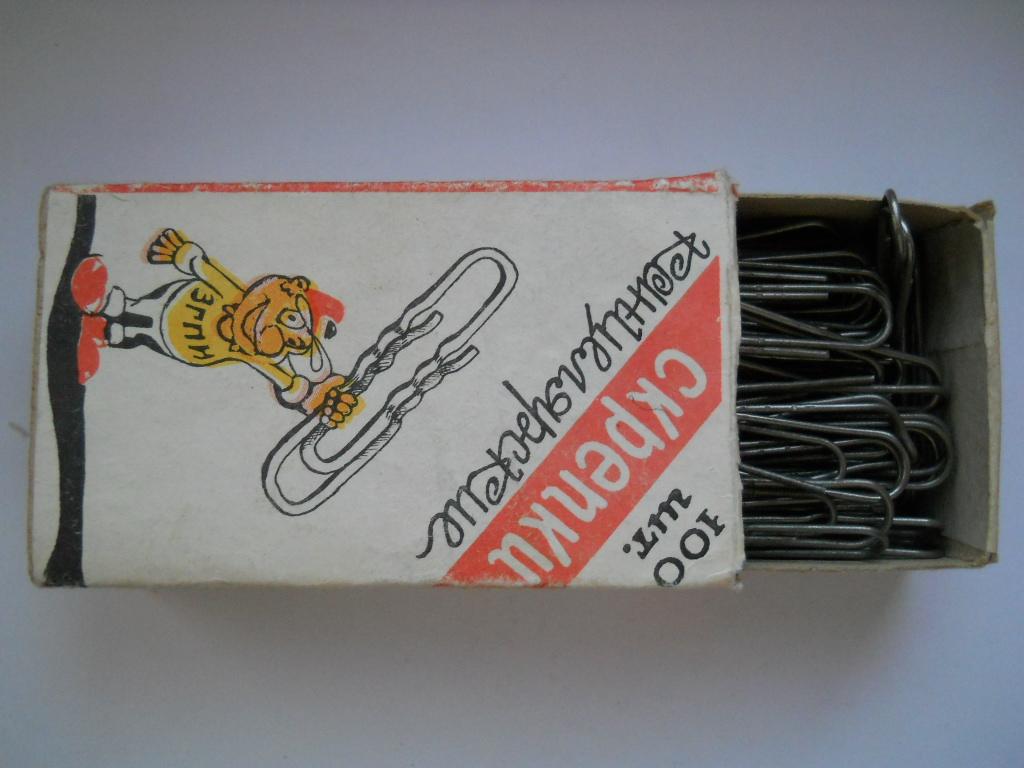 канцелярские
скрепки
100
шт.